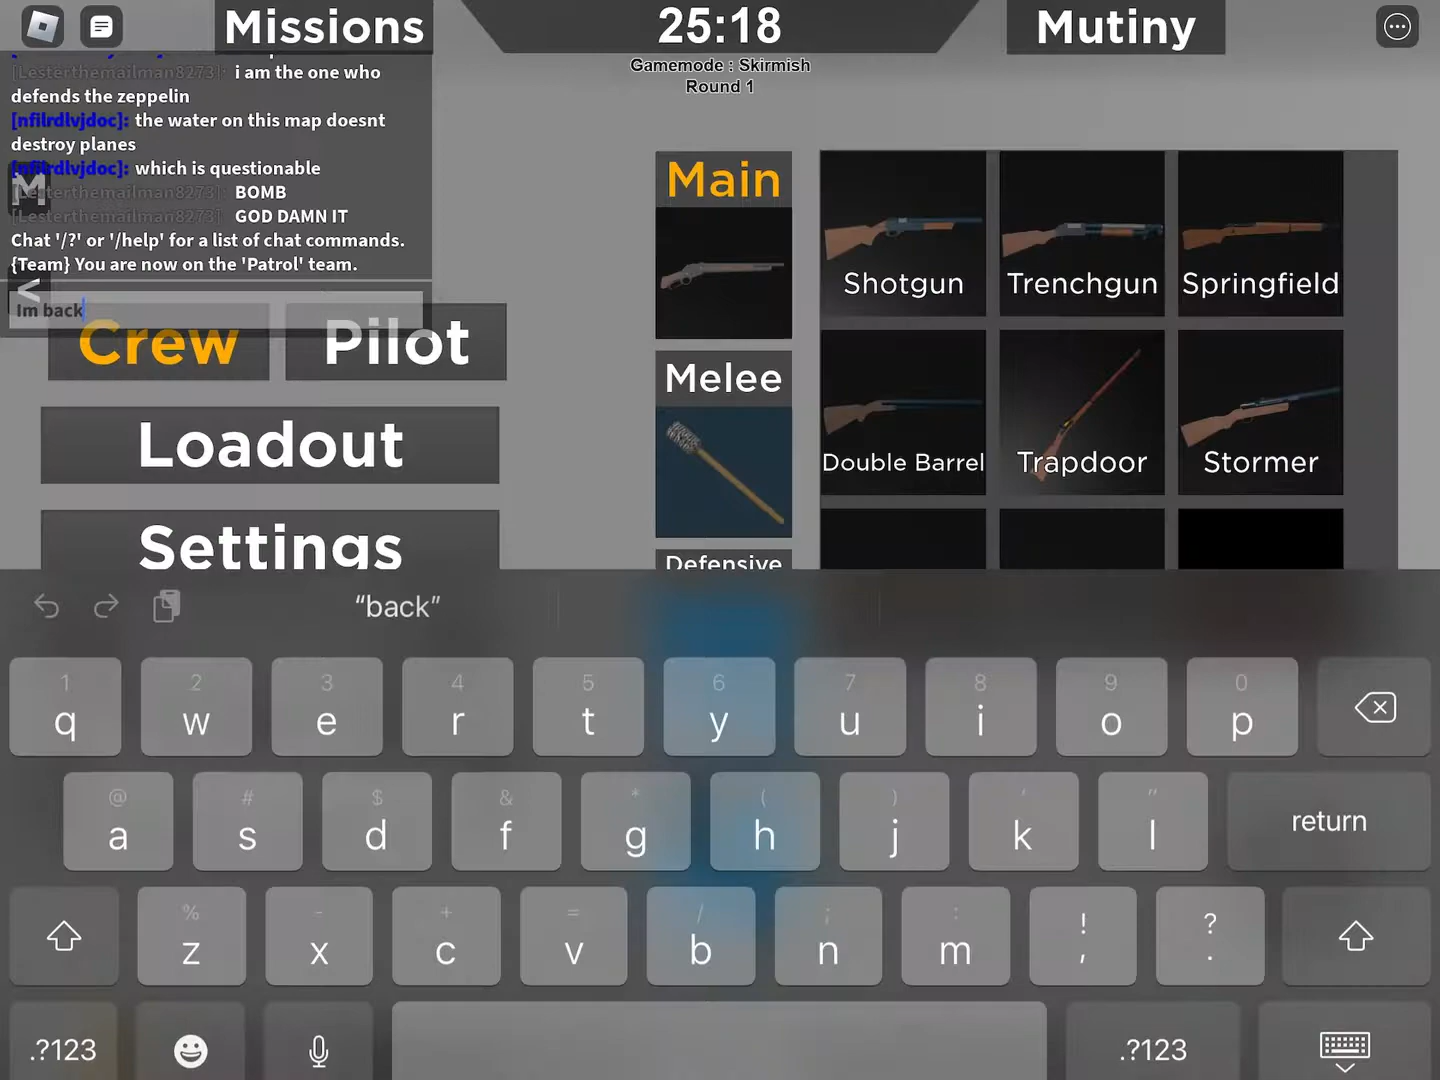 Missions
25:18
Mutiny
Gamemode : Skirmish
Round 1
[Lesterthemailman8273]: i am the one who
defends the zeppelin
[nfilrdlvjdoc]: the water on this map doesnt
destroy planes
[nfilrdlvjdoc]: which is questionable
[Lesterthemailman8273]: BOMB
[Lesterthemailman8273]: GOD DAMN IT
Chat '/?' or '/help' for a list of chat commands.
{Team} You are now on the 'Patrol' team.
M
<
Im back
Crew
Pilot
Loadout
Settings
Main
Melee
Defensive
Shotgun
Trenchgun
Springfield
Double Barrel
Trapdoor
Stormer
“back”
1 2 3 4 5 6 7 8 9 0
q w e r t y u i o p
@ # $ & * ( ) ' "
a s d f g h j k l return
% - + = / ; : ! ?
z x c v b n m , .
.?123 .?123